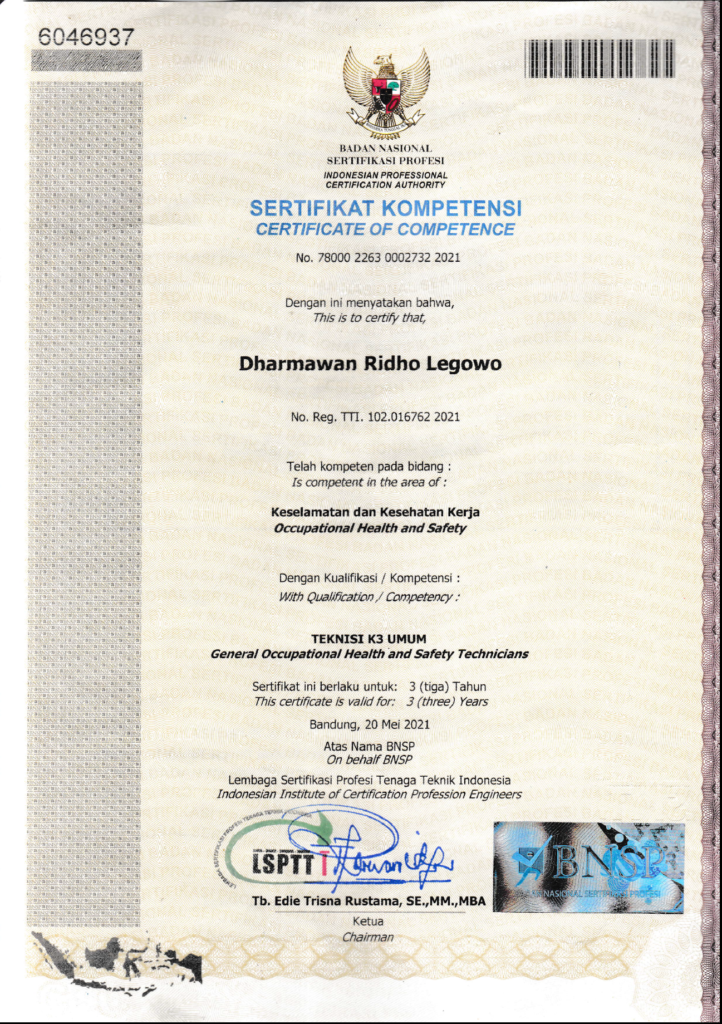 6046937
BADAN NASIONAL
SERTIFIKASI PROFESI
INDONESIAN PROFESSIONAL
CERTIFICATION AUTHORITY
SERTIFIKAT KOMPETENSI
CERTIFICATE OF COMPETENCE
No. 78000 2263 0002732 2021
Dengan ini menyatakan bahwa,
This is to certify that,
Dharmawan Ridho Legowo
No. Reg. TTI. 102.016762 2021
Telah kompeten pada bidang :
Is competent in the area of :
Keselamatan dan Kesehatan Kerja
Occupational Health and Safety
Dengan Kualifikasi / Kompetensi :
With Qualification / Competency :
TEKNISI K3 UMUM
General Occupational Health and Safety Technicians
Sertifikat ini berlaku untuk: 3 (tiga) Tahun
This certificate is valid for: 3 (three) Years
Bandung, 20 Mei 2021
Atas Nama BNSP
On behalf BNSP
Lembaga Sertifikasi Profesi Tenaga Teknik Indonesia
Indonesian Institute of Certification Profession Engineers
LSPTTI
BNSP
BADAN NASIONAL SERTIFIKASI PROFESI
Tb. Edie Trisna Rustama, SE.,MM.,MBA
Ketua
Chairman